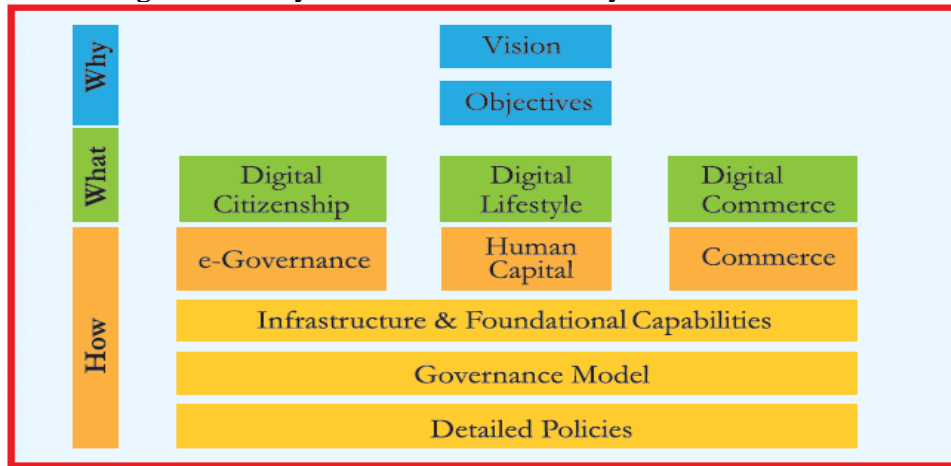 Why
Vision
Objectives
What
Digital
Citizenship
Digital
Lifestyle
Digital
Commerce
How
e-Governance
Human
Capital
Commerce
Infrastructure & Foundational Capabilities
Governance Model
Detailed Policies